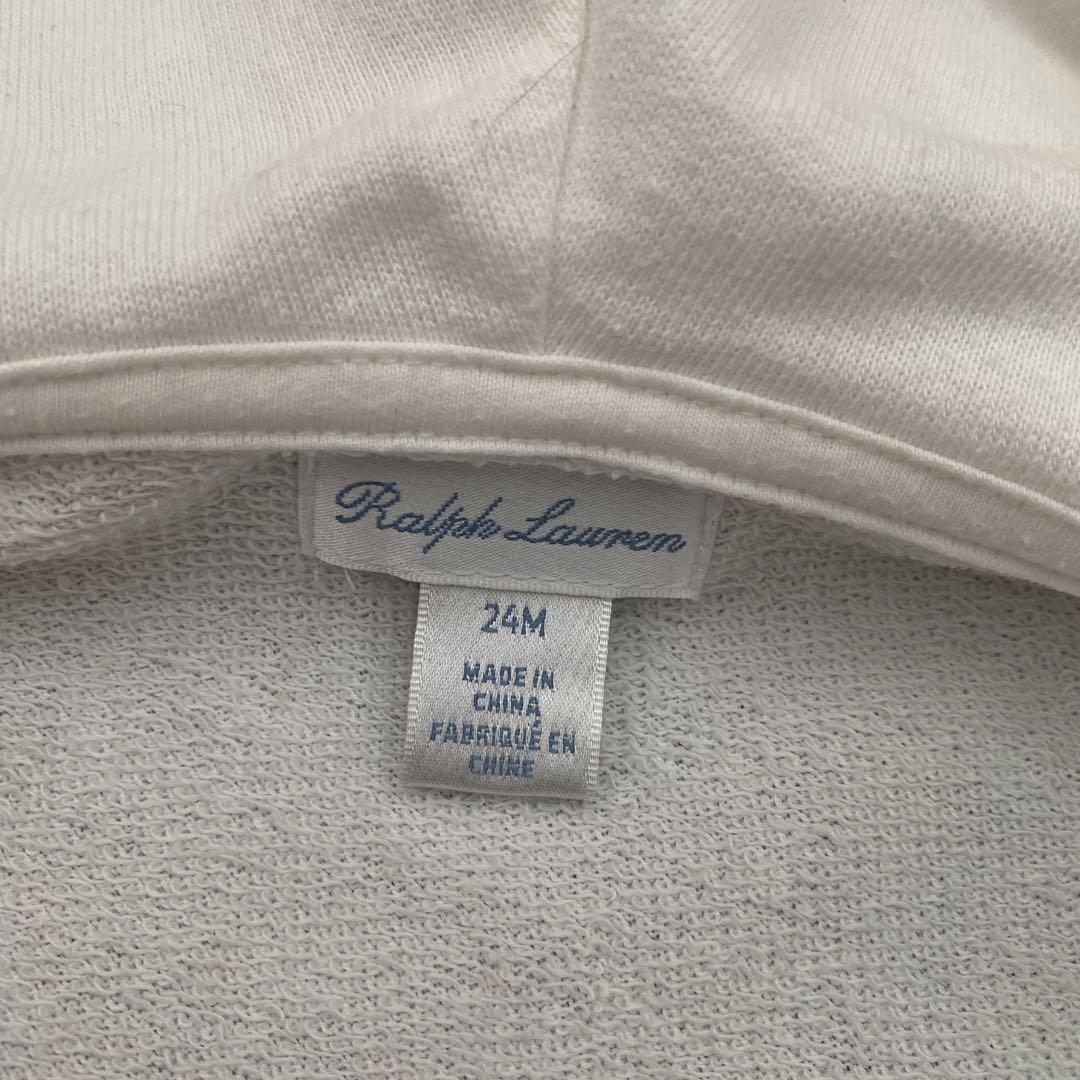 Ralph Lauren
24M
MADE IN
CHINA
FABRIQUÉ EN
CHINE